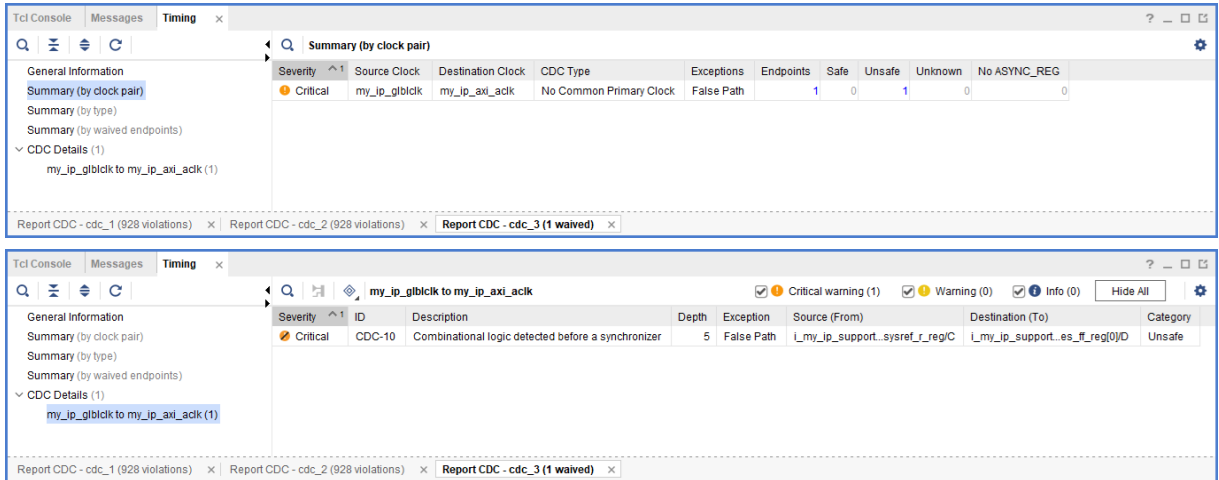 Tcl Console Messages Timing × ? _
Summary (by clock pair)
General Information Severity ^1 Source Clock Destination Clock CDC Type Exceptions Endpoints Safe Unsafe Unknown No ASYNC_REG
Summary (by clock pair) Critical my_ip_glblclk my_ip_axi_aclk No Common Primary Clock False Path 1 0 1 0 0
Summary (by type)
Summary (by waived endpoints)
CDC Details (1)
my_ip_glblclk to my_ip_axi_aclk (1)
Report CDC - cdc_1 (928 violations) × Report CDC - cdc_2 (928 violations) × Report CDC - cdc_3 (1 waived) ×
Tcl Console Messages Timing × ? _
my_ip_glblclk to my_ip_axi_aclk Critical warning (1) Warning (0) Info (0) Hide All
General Information Severity ^1 ID Description Depth Exception Source (From) Destination (To) Category
Summary (by clock pair) Critical CDC-10 Combinational logic detected before a synchronizer 5 False Path i_my_ip_support...sysref_r_reg/C i_my_ip_support...es_ff_reg[0]/D Unsafe
Summary (by type)
Summary (by waived endpoints)
CDC Details (1)
my_ip_glblclk to my_ip_axi_aclk (1)
Report CDC - cdc_1 (928 violations) × Report CDC - cdc_2 (928 violations) × Report CDC - cdc_3 (1 waived) ×